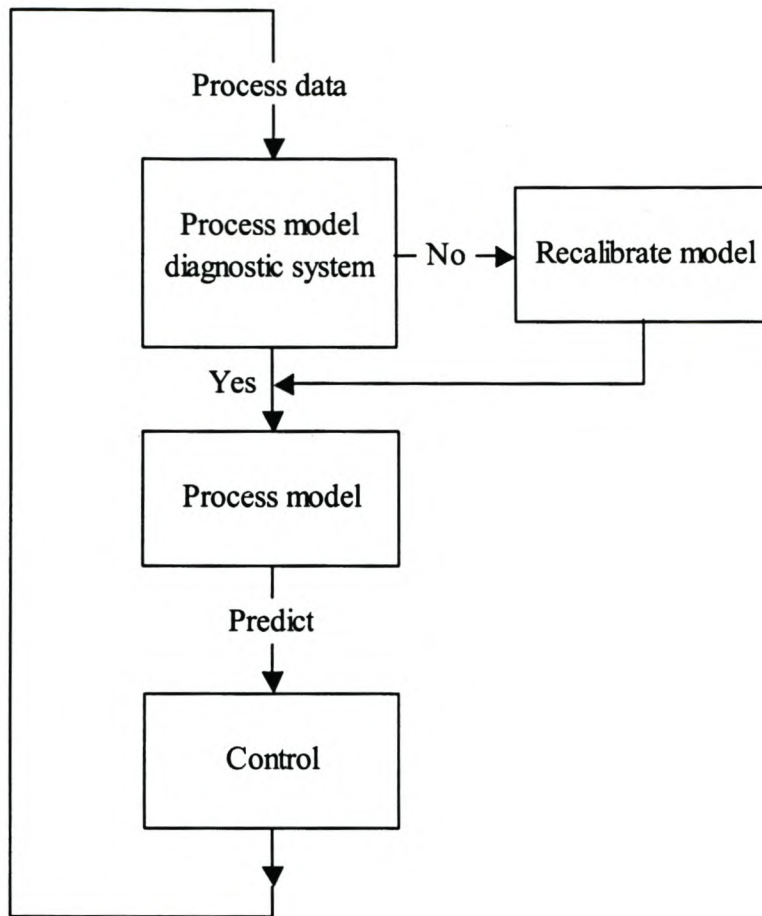 Process data
Process model
diagnostic system
No
Recalibrate model
Yes
Process model
Predict
Control